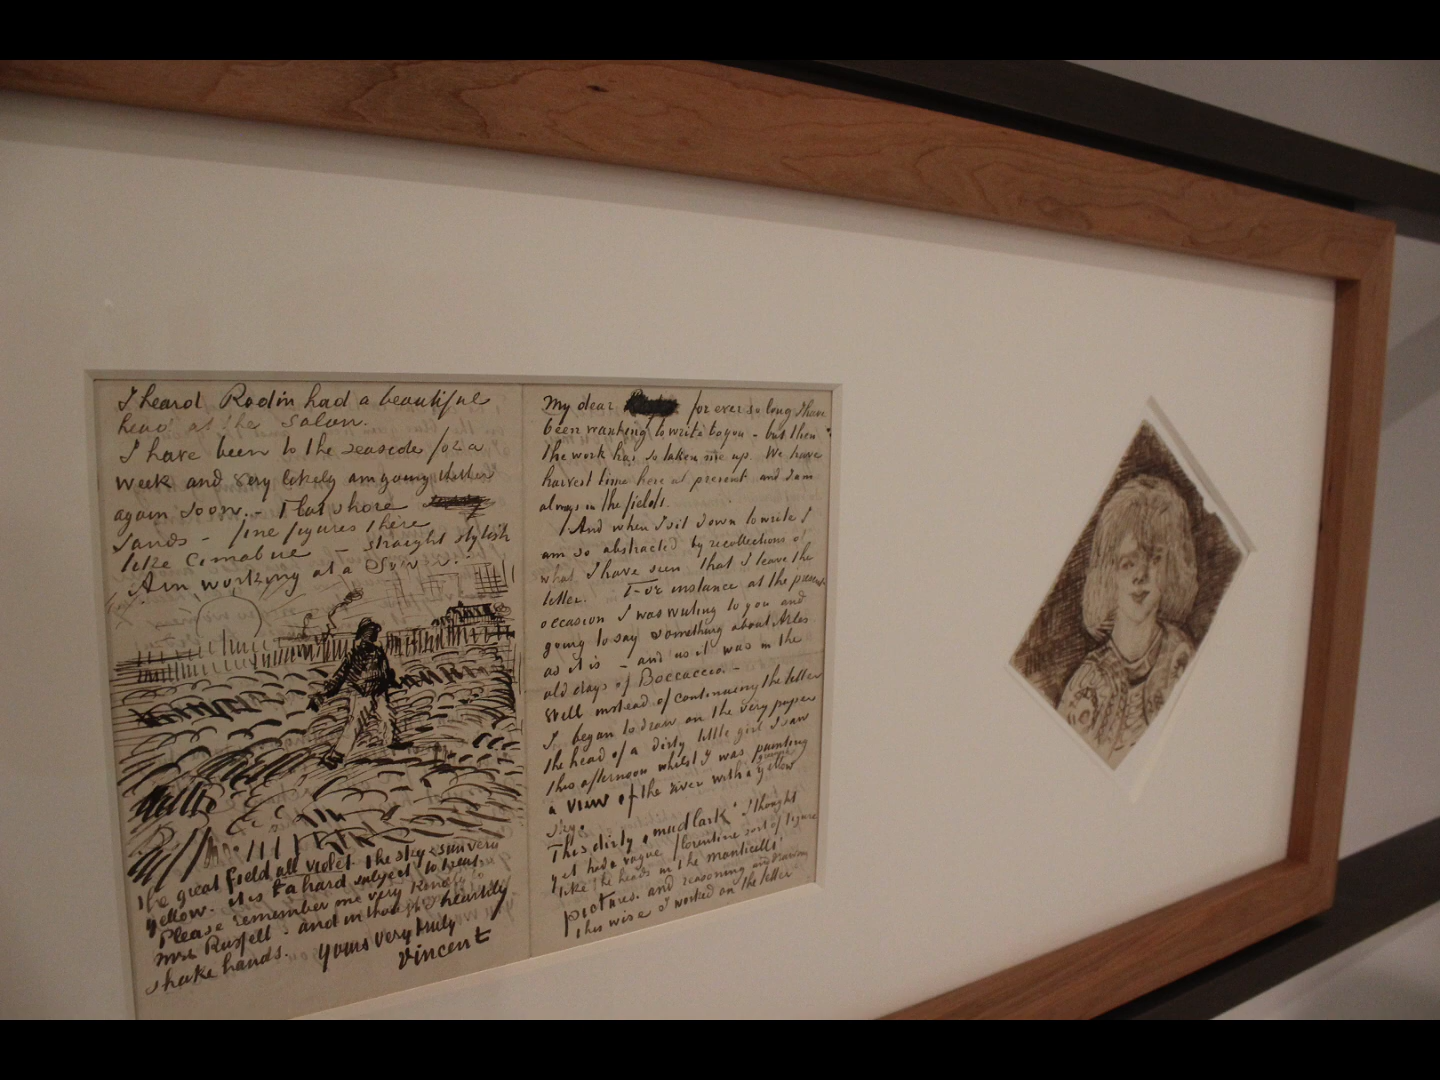 I heard Rodin had a beautiful
head at the Salon.
I have been to the seaside for a
week and very likely am going thither
again soon. - Flat shore
sands - fine figures there
like Cimabue - straight stylish
Am working at a Sower.
the great field all violet the sky & sun very
yellow. it is a hard subject to treat.
Please remember me very kindly to
mrs Russell - and in thought I heartily
shake hands.
yours very truly
Vincent
My dear for ever so long I have
been wanting to write to you - but then
the work has so taken me up. We have
harvest time here at present and I am
always in the fields.
And when I sit down to write I
am so abstracted by recollections of
what I have seen that I leave the
letter. For instance at the present
occasion I was writing to you and
going to say something about Arles
as it is - and as it was in the
old days of Boccaccio. -
Well instead of continuing the letter
I began to draw on the very paper
the head of a dirty little girl I saw
this afternoon whilst I was painting
a view of the river with a yellow
sky.
This dirty "mudlark" I thought
yet had a vague florentine sort of figure
like the heads in the monticelli
pictures. and reasoning and drawing
this wise I worked on the letter